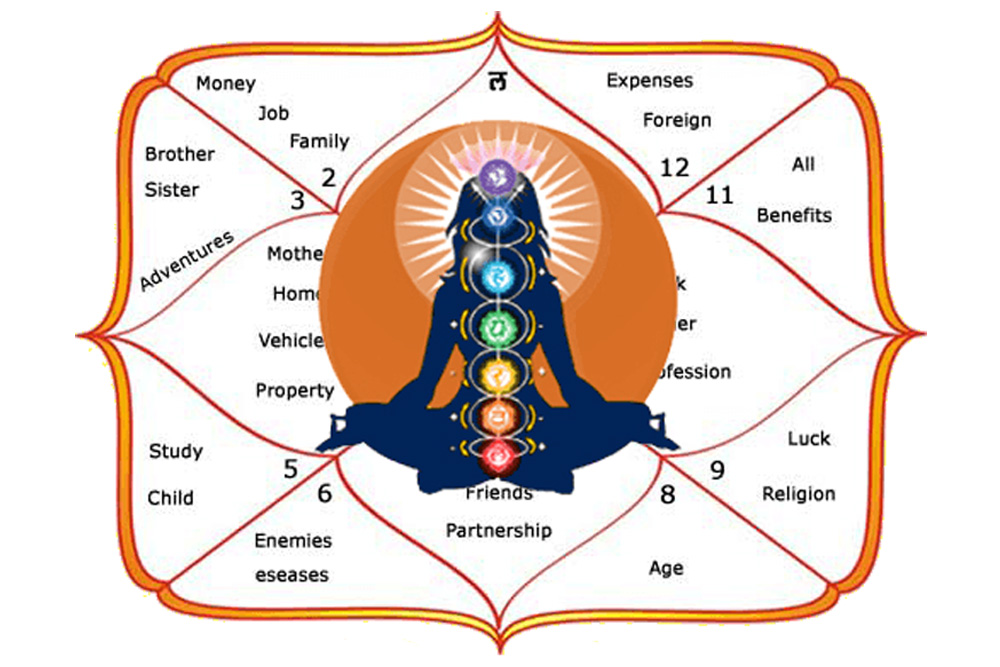 ल
Money
Job
Family
2
Expenses
Foreign
12
Brother
Sister
Adventures
3
11
All
Benefits
Mothe
Home
Vehicle
Property
k
er
ofession
Study
Child
5
6
Enemies
eseases
Friends
Partnership
8
Age
9
Luck
Religion